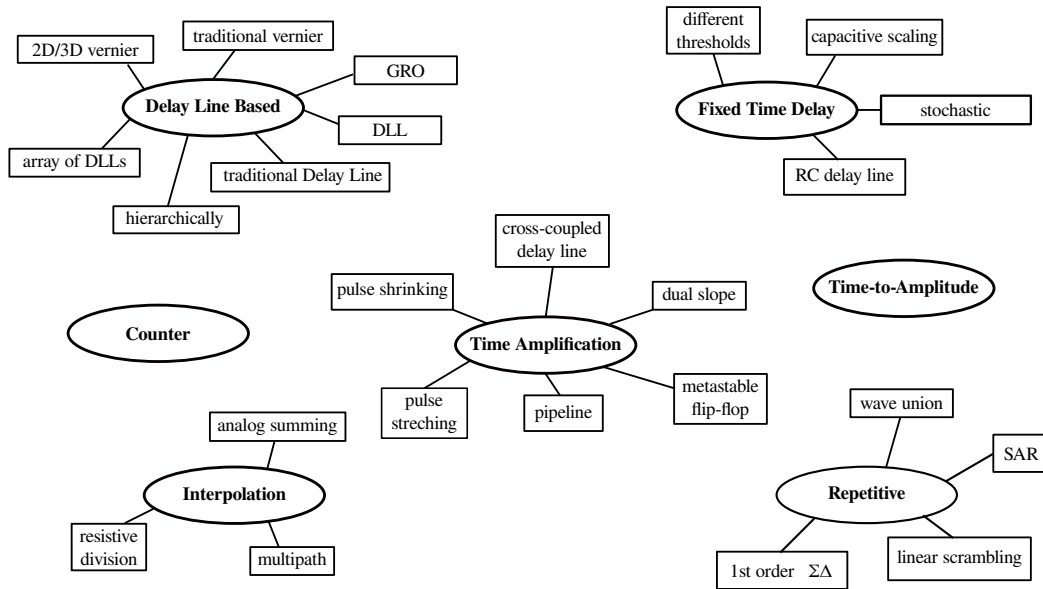 2D/3D vernier
traditional vernier
GRO
Delay Line Based
DLL
array of DLLs
traditional Delay Line
hierarchically
different
thresholds
capacitive scaling
Fixed Time Delay
stochastic
RC delay line
cross-coupled
delay line
pulse shrinking
dual slope
Time-to-Amplitude
Counter
Time Amplification
pulse
streching
pipeline
metastable
flip-flop
analog summing
Interpolation
resistive
division
multipath
wave union
SAR
Repetitive
1st order ΣΔ
linear scrambling